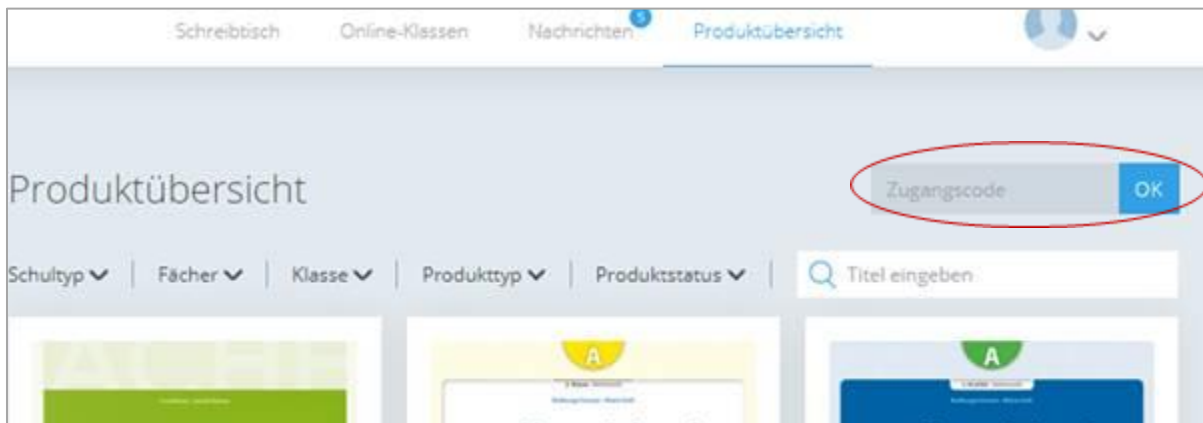 Schreibtisch Online-Klassen Nachrichten 5 Produktübersicht
Produktübersicht
Zugangscode OK
Schultyp Fächer Klasse Produkttyp Produktstatus Titel eingeben
A A